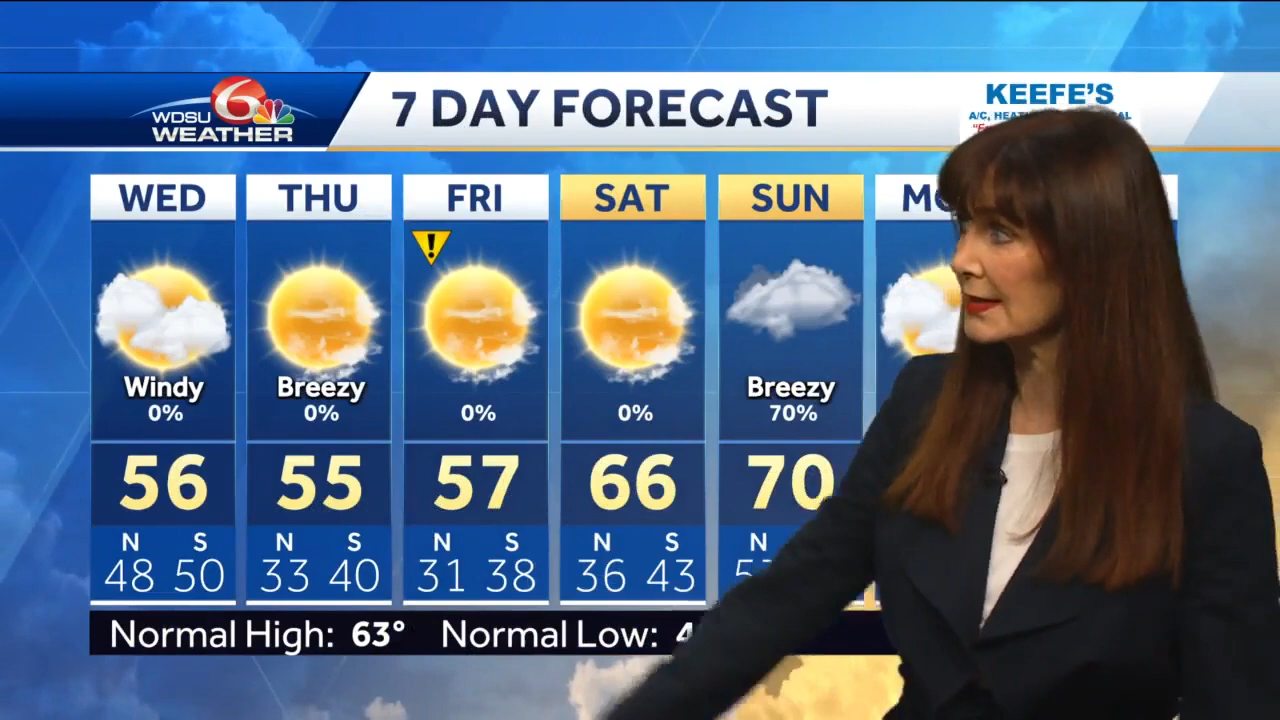 WDSU 6
WEATHER
7 DAY FORECAST
KEEFE'S
WED THU FRI SAT SUN
!
Windy Breezy Breezy
0% 0% 0% 0% 70%
56 55 57 66 70
N S N S N S N S N
48 50 33 40 31 38 36 43
Normal High: 63° Normal Low: